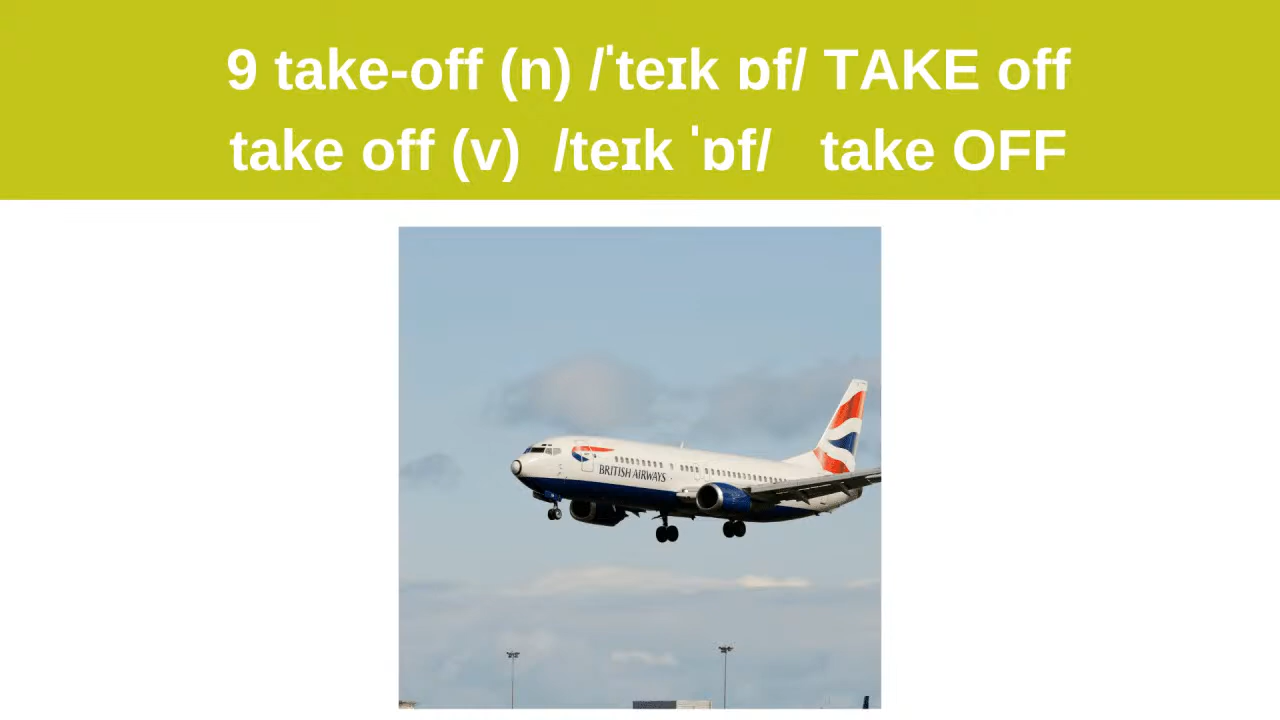 9 take-off (n) /ˈteɪk ɒf/ TAKE off
take off (v) /teɪk ˈɒf/ take OFF
BRITISH AIRWAYS